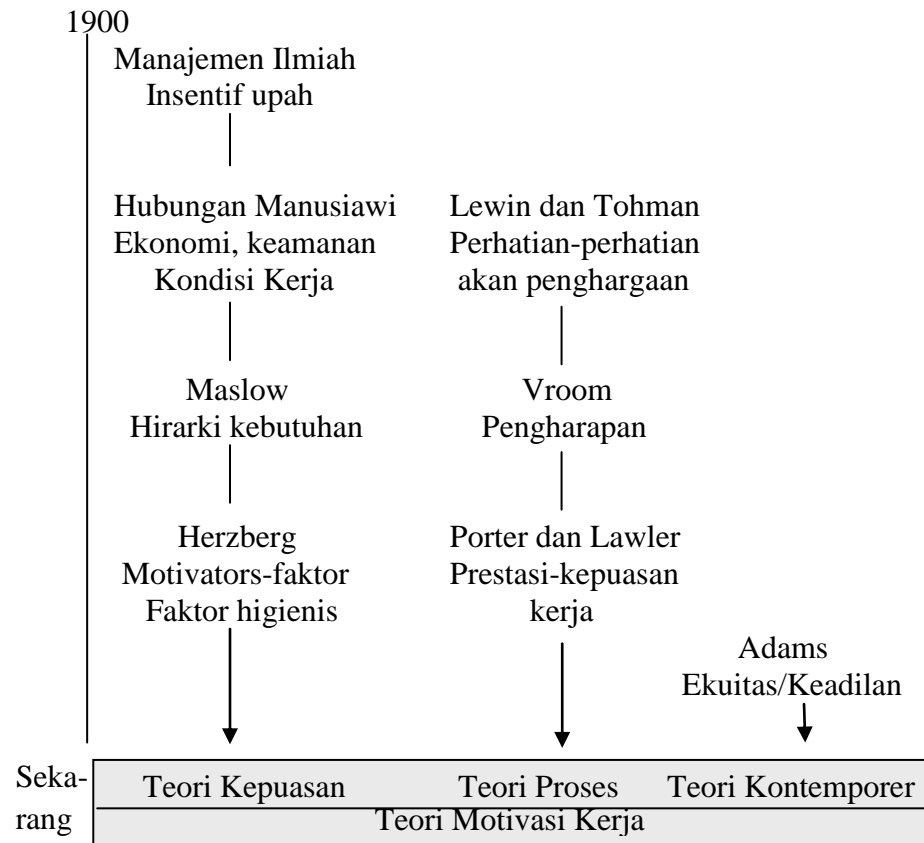 1900
Manajemen Ilmiah
Insentif upah
Hubungan Manusiawi
Ekonomi, keamanan
Kondisi Kerja
Lewin dan Tohman
Perhatian-perhatian
akan penghargaan
Maslow
Hirarki kebutuhan
Vroom
Pengharapan
Herzberg
Motivators-faktor
Faktor higienis
Porter dan Lawler
Prestasi-kepuasan
kerja
Adams
Ekuitas/Keadilan
Seka-
rang
Teori Kepuasan
Teori Proses
Teori Kontemporer
Teori Motivasi Kerja